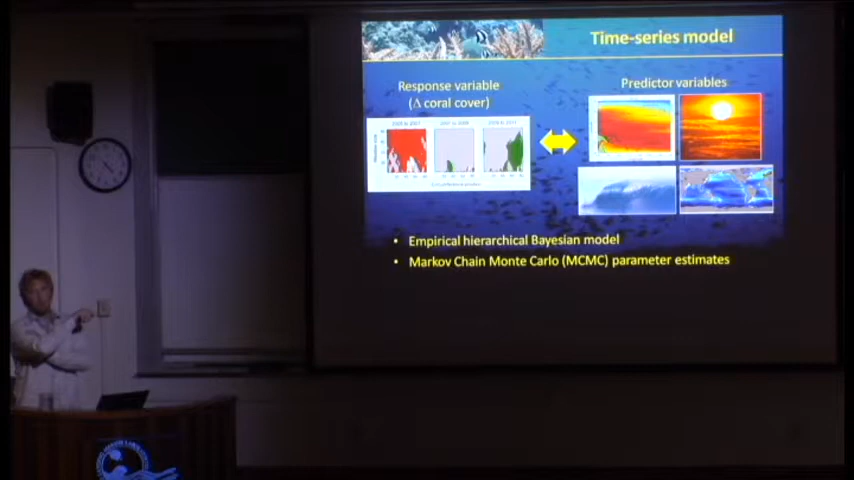 Time-series model
Response variable
(Δ coral cover)
Predictor variables
• Empirical hierarchical Bayesian model
• Markov Chain Monte Carlo (MCMC) parameter estimates